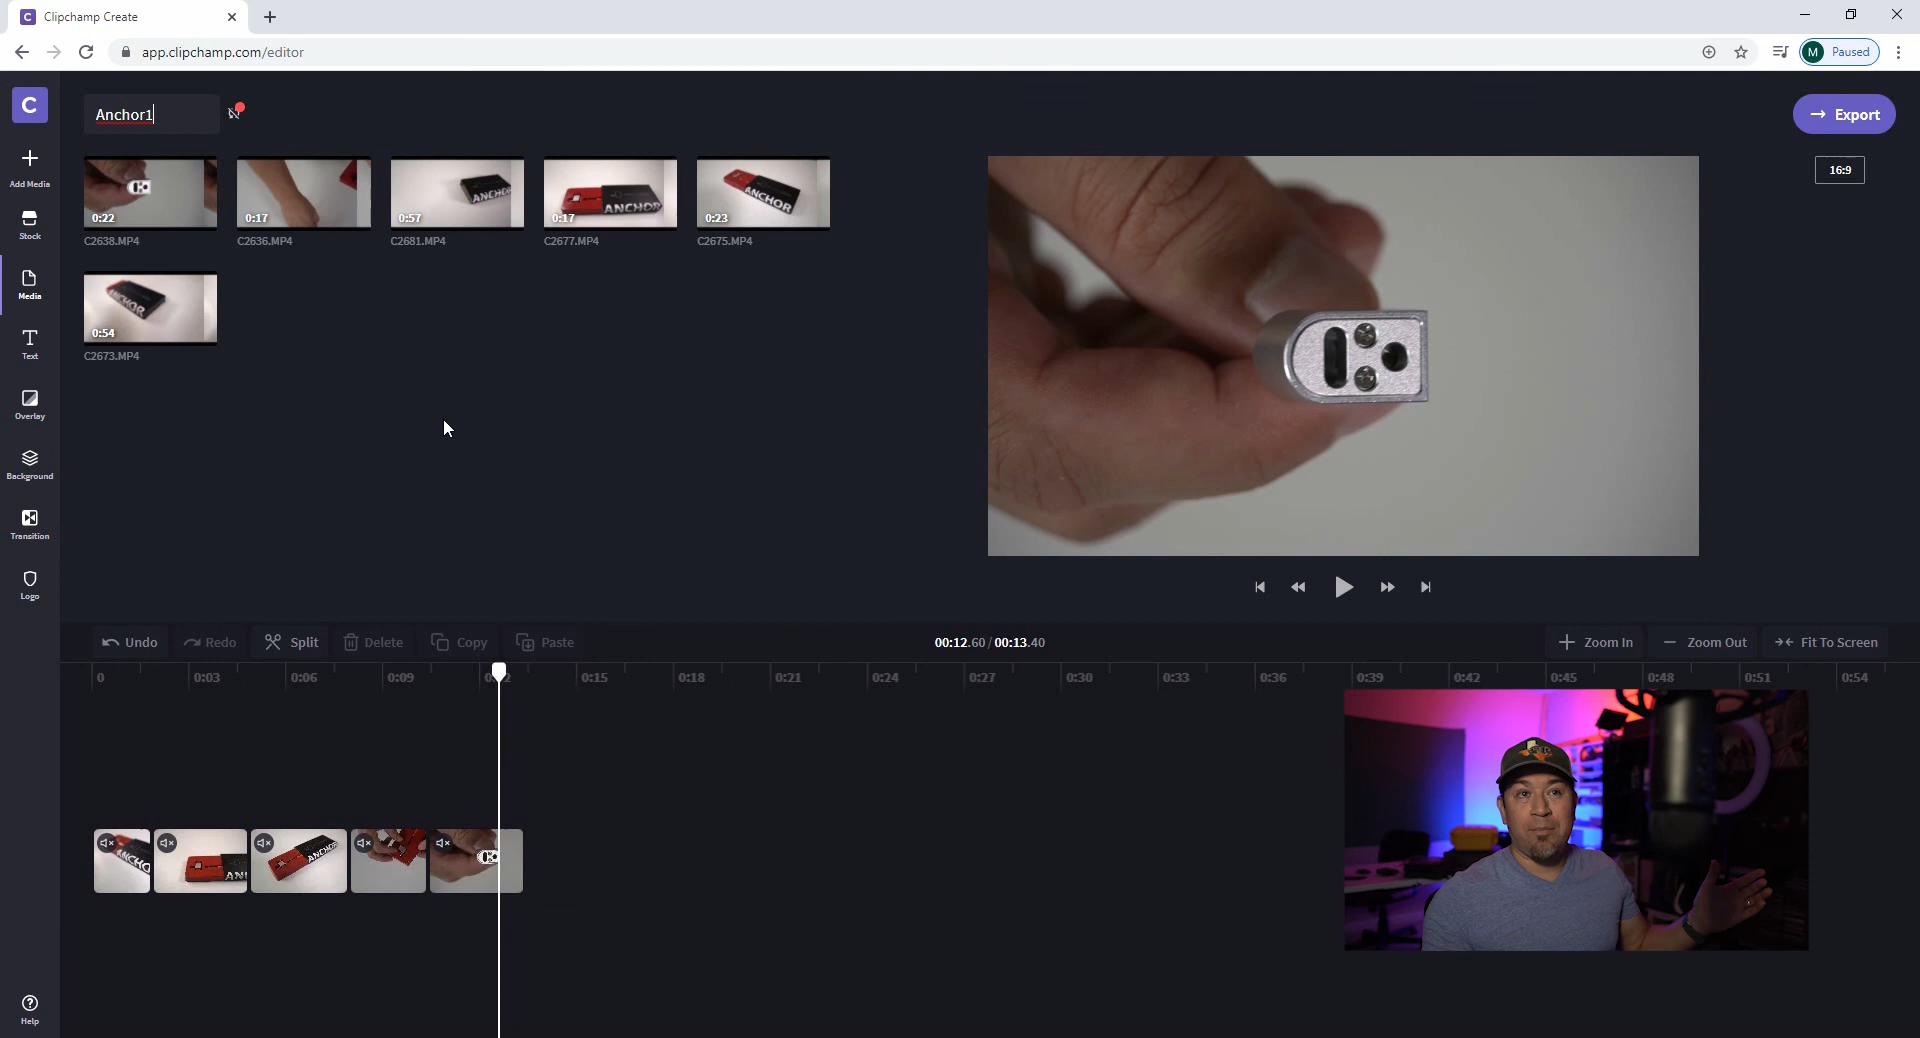 Clipchamp Create
app.clipchamp.com/editor
M Paused
C
Anchor1
Export
16:9
Add Media
Stock
Media
Text
Overlay
Background
Transition
Logo
Help
0:22
0:17
0:57
0:17
0:23
ANCHOR
ANCHOR
C2638.MP4
C2636.MP4
C2681.MP4
C2677.MP4
C2675.MP4
ANCHOR
0:54
C2673.MP4
Undo Redo Split Delete Copy Paste
00:12.60 / 00:13.40
Zoom In Zoom Out Fit To Screen
0 0:03 0:06 0:09 0:15 0:18 0:21 0:24 0:27 0:30 0:33 0:36 0:39 0:42 0:45 0:48 0:51 0:54